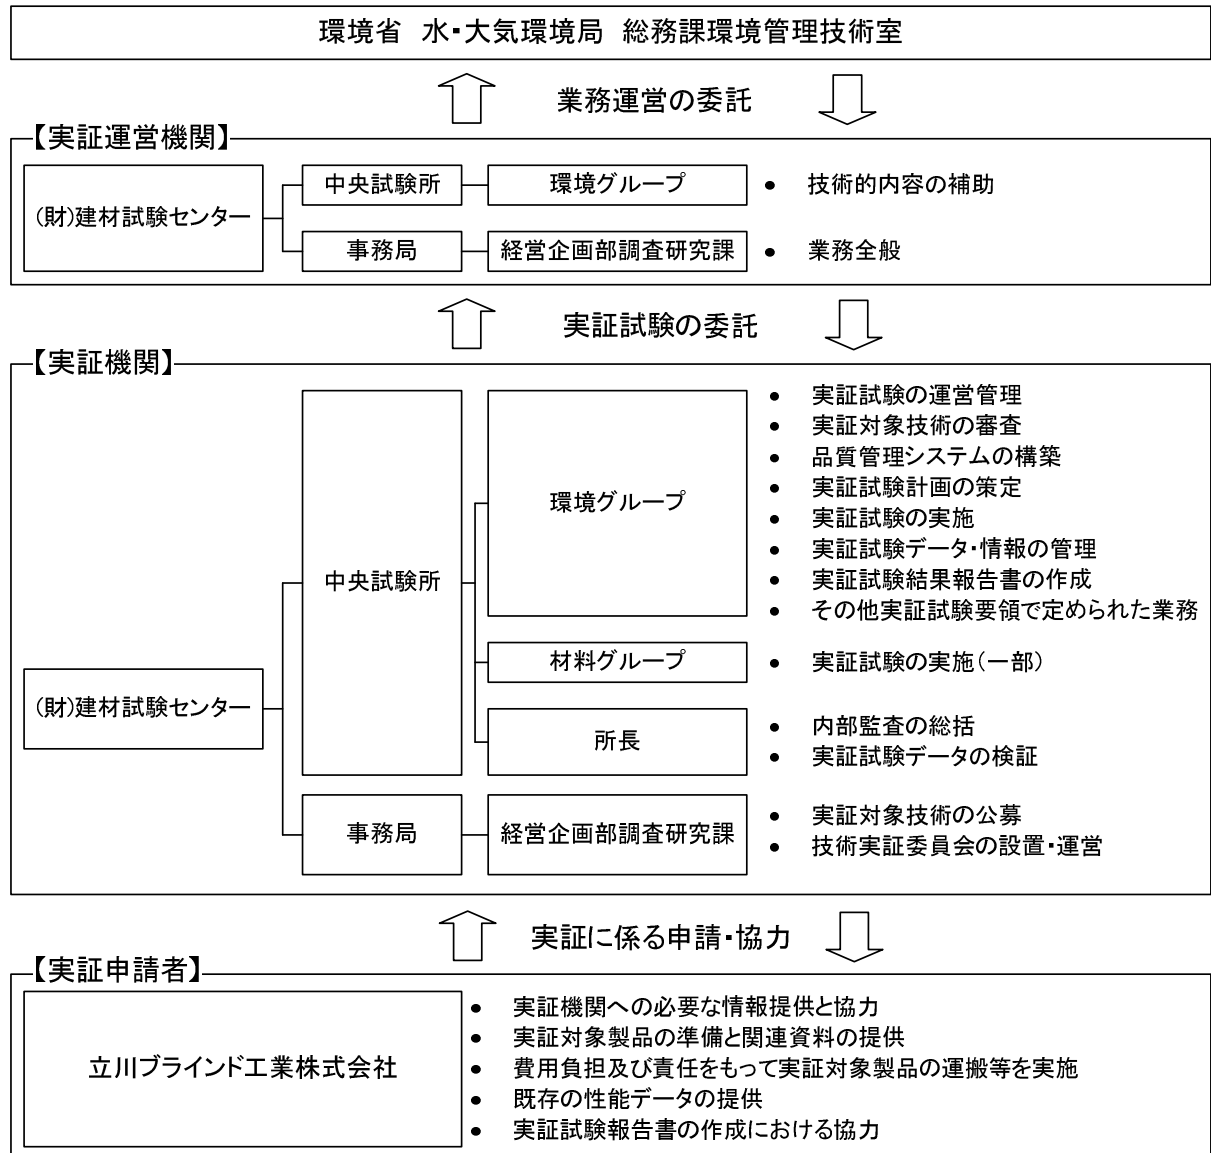 環境省　水・大気環境局　総務課環境管理技術室
業務運営の委託
【実証運営機関】
(財)建材試験センター
中央試験所
環境グループ
● 技術的内容の補助
事務局
経営企画部調査研究課
● 業務全般
実証試験の委託
【実証機関】
(財)建材試験センター
中央試験所
環境グループ
● 実証試験の運営管理
● 実証対象技術の審査
● 品質管理システムの構築
● 実証試験計画の策定
● 実証試験の実施
● 実証試験データ・情報の管理
● 実証試験結果報告書の作成
● その他実証試験要領で定められた業務
材料グループ
● 実証試験の実施(一部)
所長
● 内部監査の総括
● 実証試験データの検証
事務局
経営企画部調査研究課
● 実証対象技術の公募
● 技術実証委員会の設置・運営
実証に係る申請・協力
【実証申請者】
立川ブラインド工業株式会社
● 実証機関への必要な情報提供と協力
● 実証対象製品の準備と関連資料の提供
● 費用負担及び責任をもって実証対象製品の運搬等を実施
● 既存の性能データの提供
● 実証試験報告書の作成における協力